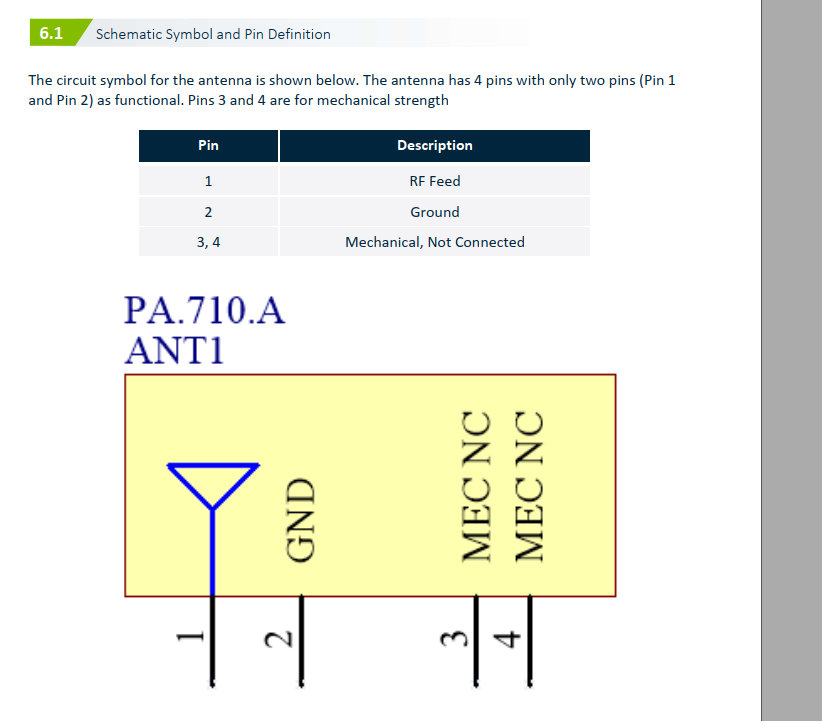 6.1 Schematic Symbol and Pin Definition
The circuit symbol for the antenna is shown below. The antenna has 4 pins with only two pins (Pin 1
and Pin 2) as functional. Pins 3 and 4 are for mechanical strength
Pin Description
1 RF Feed
2 Ground
3, 4 Mechanical, Not Connected
PA.710.A
ANT1
GND
MEC NC
MEC NC
1
2
3
4